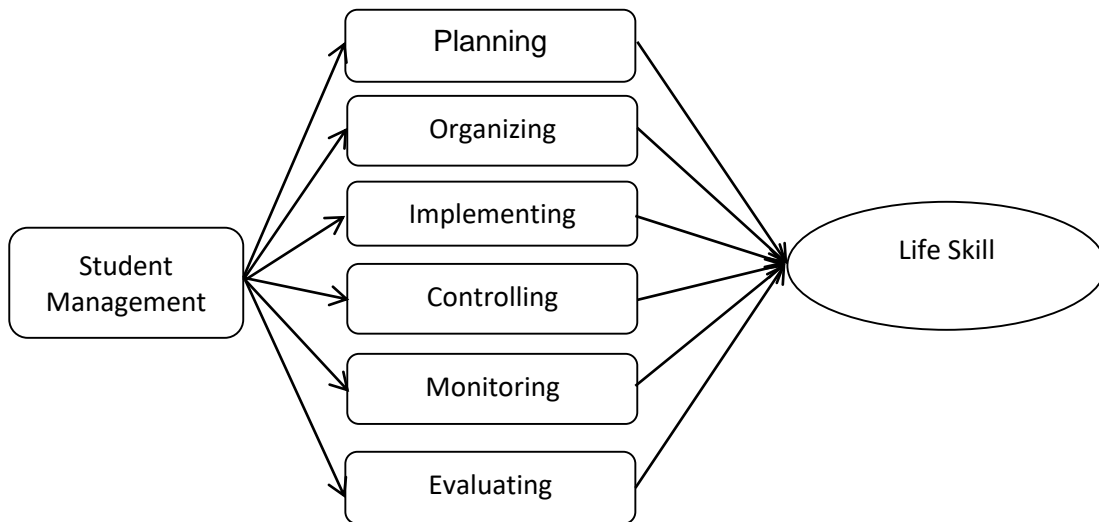 Planning
Organizing
Implementing
Student
Management
Controlling
Monitoring
Evaluating
Life Skill